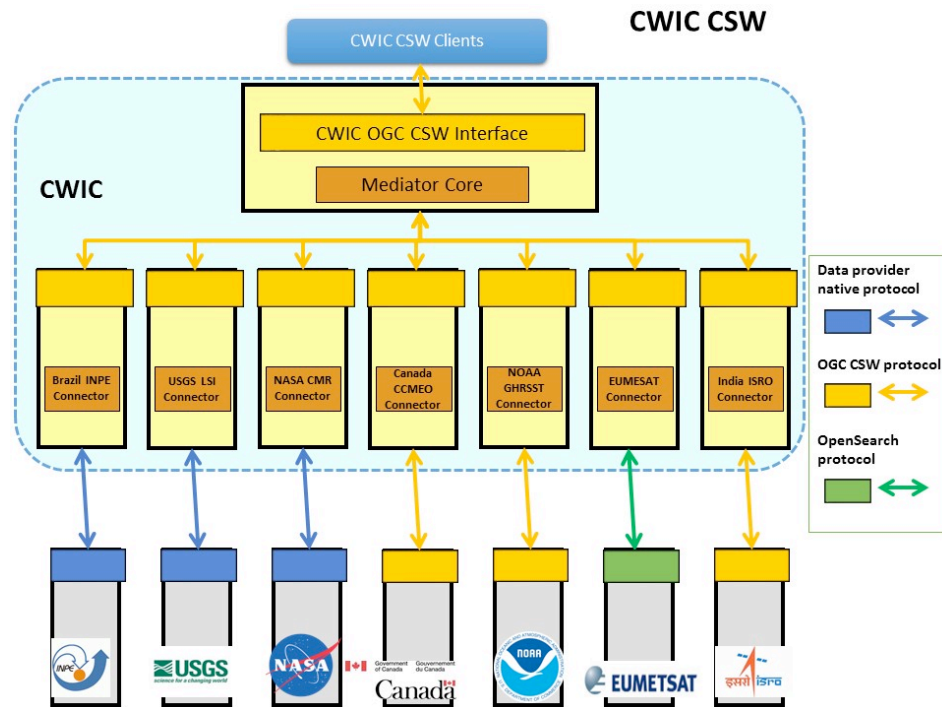 CWIC CSW
CWIC CSW Clients
CWIC OGC CSW Interface
Mediator Core
CWIC
Brazil INPE
Connector
USGS LSI
Connector
NASA CMR
Connector
Canada
CCMEO
Connector
NOAA
GHRSST
Connector
EUMESAT
Connector
India ISRO
Connector
Data provider
native protocol
OGC CSW protocol
OpenSearch
protocol
INPE
USGS
science for a changing world
NASA
Government
of Canada
Gouvernement
du Canada
Canada
NOAA
EUMETSAT
इसरो isro